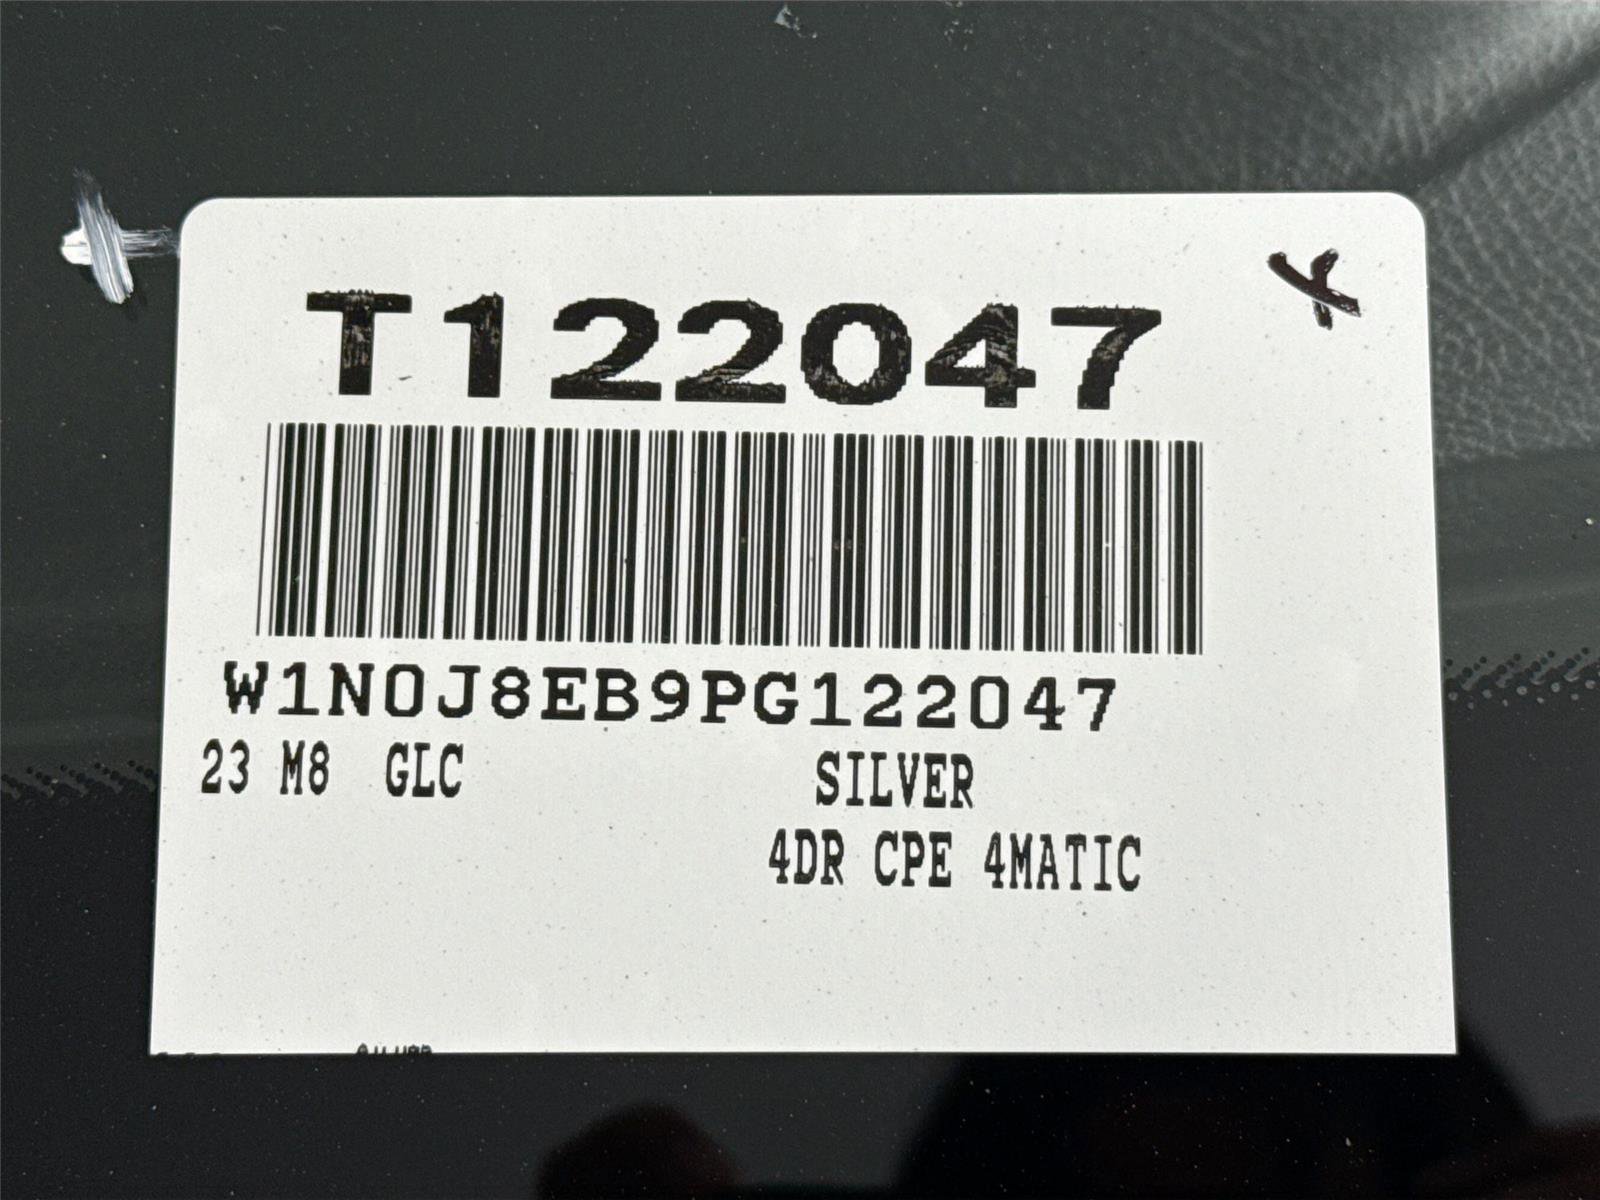 T122047
W1N0J8EB9PG122047
23 M8 GLC SILVER
4DR CPE 4MATIC